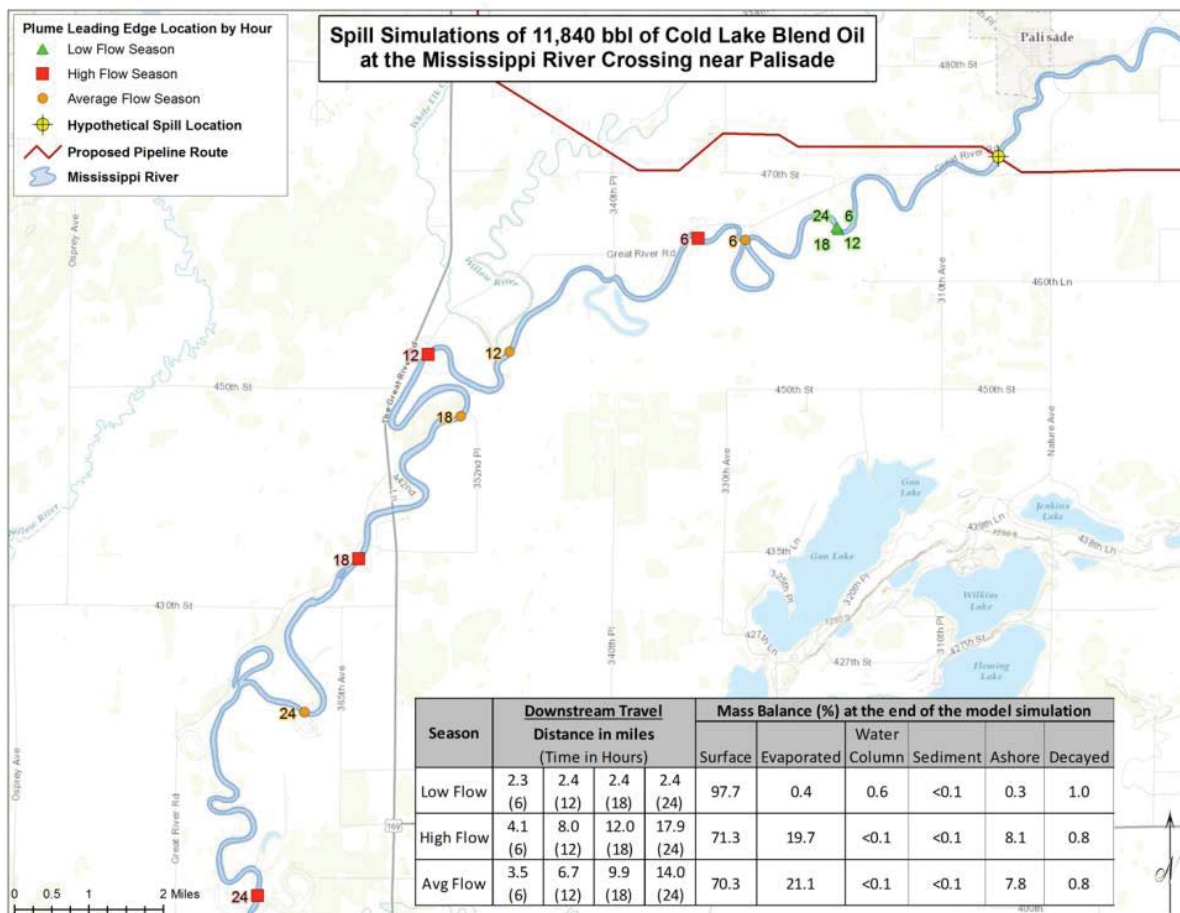 Plume Leading Edge Location by Hour
Low Flow Season
High Flow Season
Average Flow Season
Hypothetical Spill Location
Proposed Pipeline Route
Mississippi River
Spill Simulations of 11,840 bbl of Cold Lake Blend Oil
at the Mississippi River Crossing near Palisade
Palisade
480th St
Great River Rd
470th St
340th Pl
Osprey Ave
24 6
18 12
6
6
Great River Rd
310th Ave
460th Ln
Willow River
12
12
The Great River Rd
450th St
450th St
450th St
18
352nd Pl
330th Ave
Nature Ave
Gun
Lake
Jenkins
Lake
439th Ln
438th Ln
Gun Lake
435th Ln
325th Pl
320th Pl
Wilkins
Lake
18
430th St
427th Ln
427th St
427th St
310th Pl
340th Pl
Fleming
Lake
365th Ave
24
Osprey Ave
Great River Rd
169
24
0 0.5 1 2 Miles
Season Downstream Travel Mass Balance (%) at the end of the model simulation
Distance in miles
(Time in Hours) Surface Evaporated Water Column Sediment Ashore Decayed
Low Flow 2.3 2.4 2.4 2.4 97.7 0.4 0.6 <0.1 0.3 1.0
(6) (12) (18) (24)
High Flow 4.1 8.0 12.0 17.9 71.3 19.7 <0.1 <0.1 8.1 0.8
(6) (12) (18) (24)
Avg Flow 3.5 6.7 9.9 14.0 70.3 21.1 <0.1 <0.1 7.8 0.8
(6) (12) (18) (24)